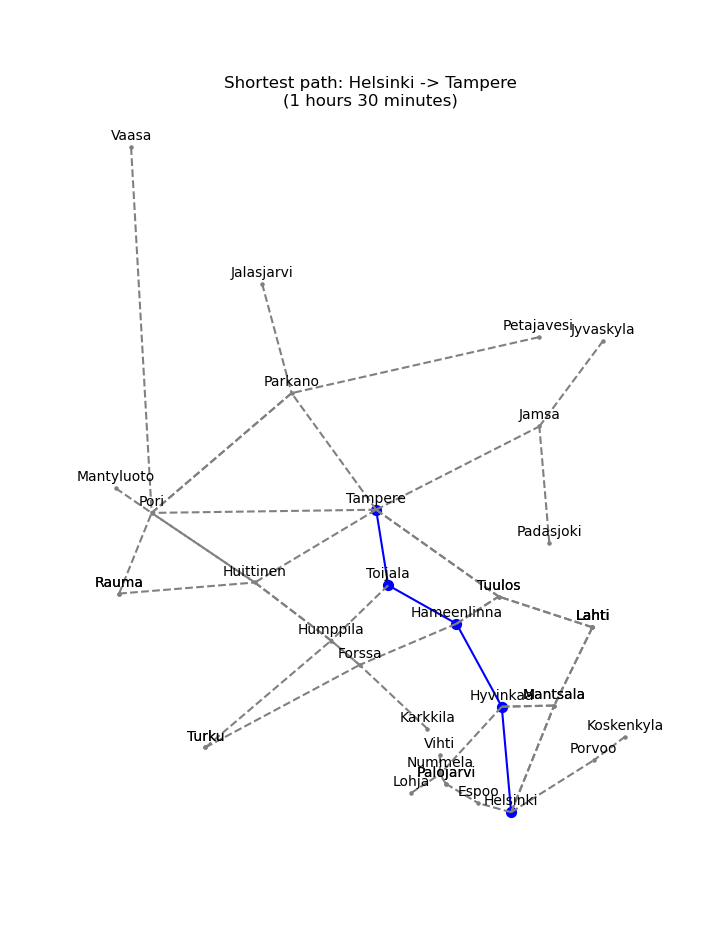 Shortest path: Helsinki -> Tampere
(1 hours 30 minutes)
Vaasa
Jalasjarvi
Petajavesi
Jyvaskyla
Parkano
Jamsa
Mantyluoto
Pori
Tampere
Padasjoki
Huittinen
Toijala
Rauma
Tuulos
Hameenlinna
Lahti
Humppila
Forssa
Hyvinkaa
Mantsala
Karkkila
Koskenkyla
Turku
Vihti
Porvoo
Nummela
Palojarvi
Lohja
Espoo
Helsinki